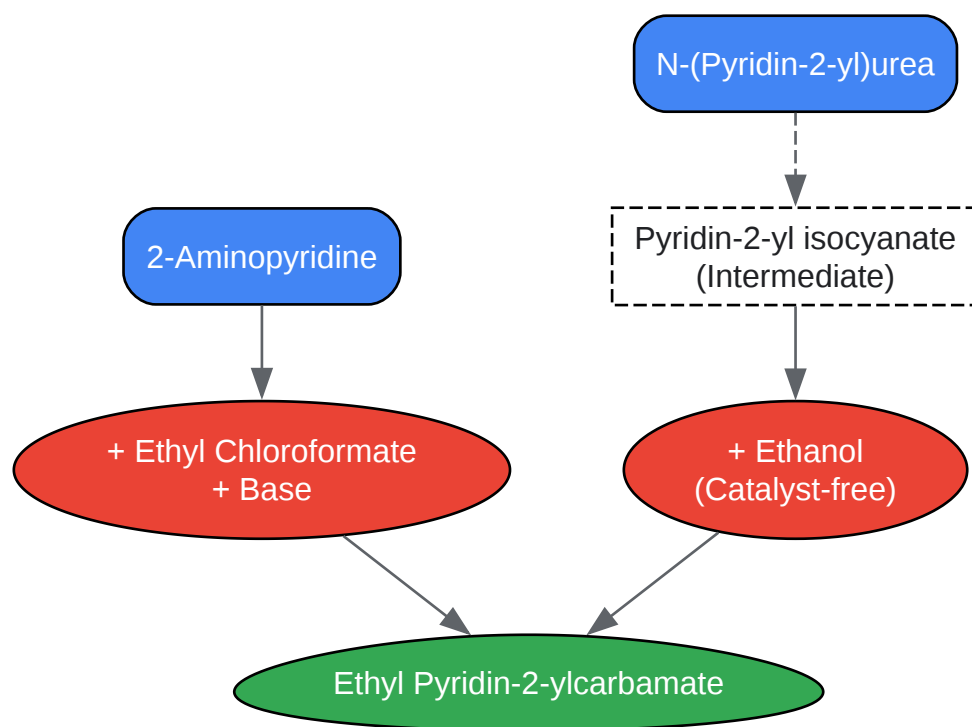 N-(Pyridin-2-yl)urea
2-Aminopyridine
Pyridin-2-yl isocyanate
(Intermediate)
+ Ethyl Chloroformate
+ Base
+ Ethanol
(Catalyst-free)
Ethyl Pyridin-2-ylcarbamate